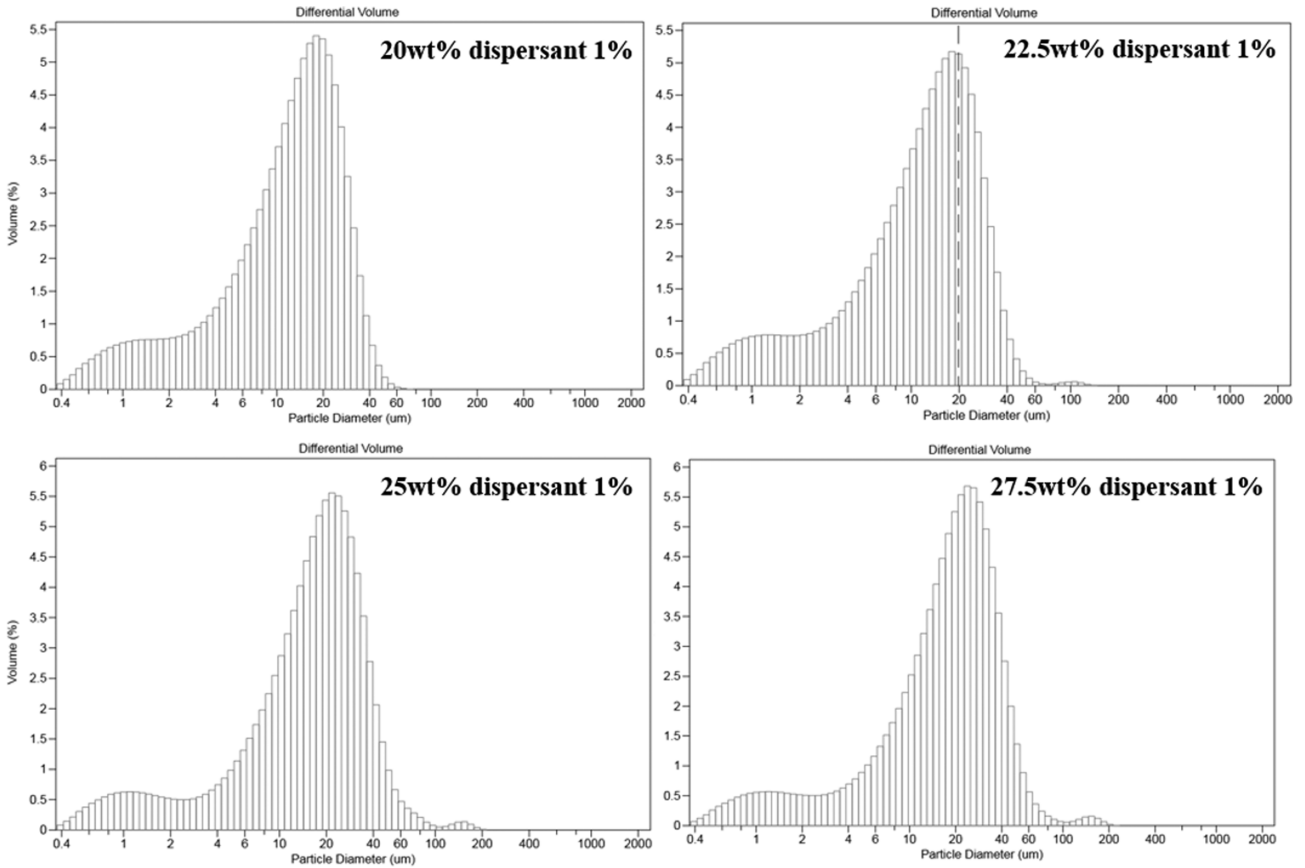 Differential Volume
20wt% dispersant 1%
5.5
5
4.5
4
3.5
3
2.5
2
1.5
1
0.5
0
Volume (%)
0.4 1 2 4 6 10 20 40 60 100 200 400 1000 2000
Particle Diameter (um)
Differential Volume
22.5wt% dispersant 1%
5.5
5
4.5
4
3.5
3
2.5
2
1.5
1
0.5
0
0.4 1 2 4 6 10 20 40 60 100 200 400 1000 2000
Particle Diameter (um)
Differential Volume
25wt% dispersant 1%
6
5.5
5
4.5
4
3.5
3
2.5
2
1.5
1
0.5
0
Volume (%)
0.4 1 2 4 6 10 20 40 60 100 200 400 1000 2000
Particle Diameter (um)
Differential Volume
27.5wt% dispersant 1%
6
5.5
5
4.5
4
3.5
3
2.5
2
1.5
1
0.5
0
0.4 1 2 4 6 10 20 40 60 100 200 400 1000 2000
Particle Diameter (um)